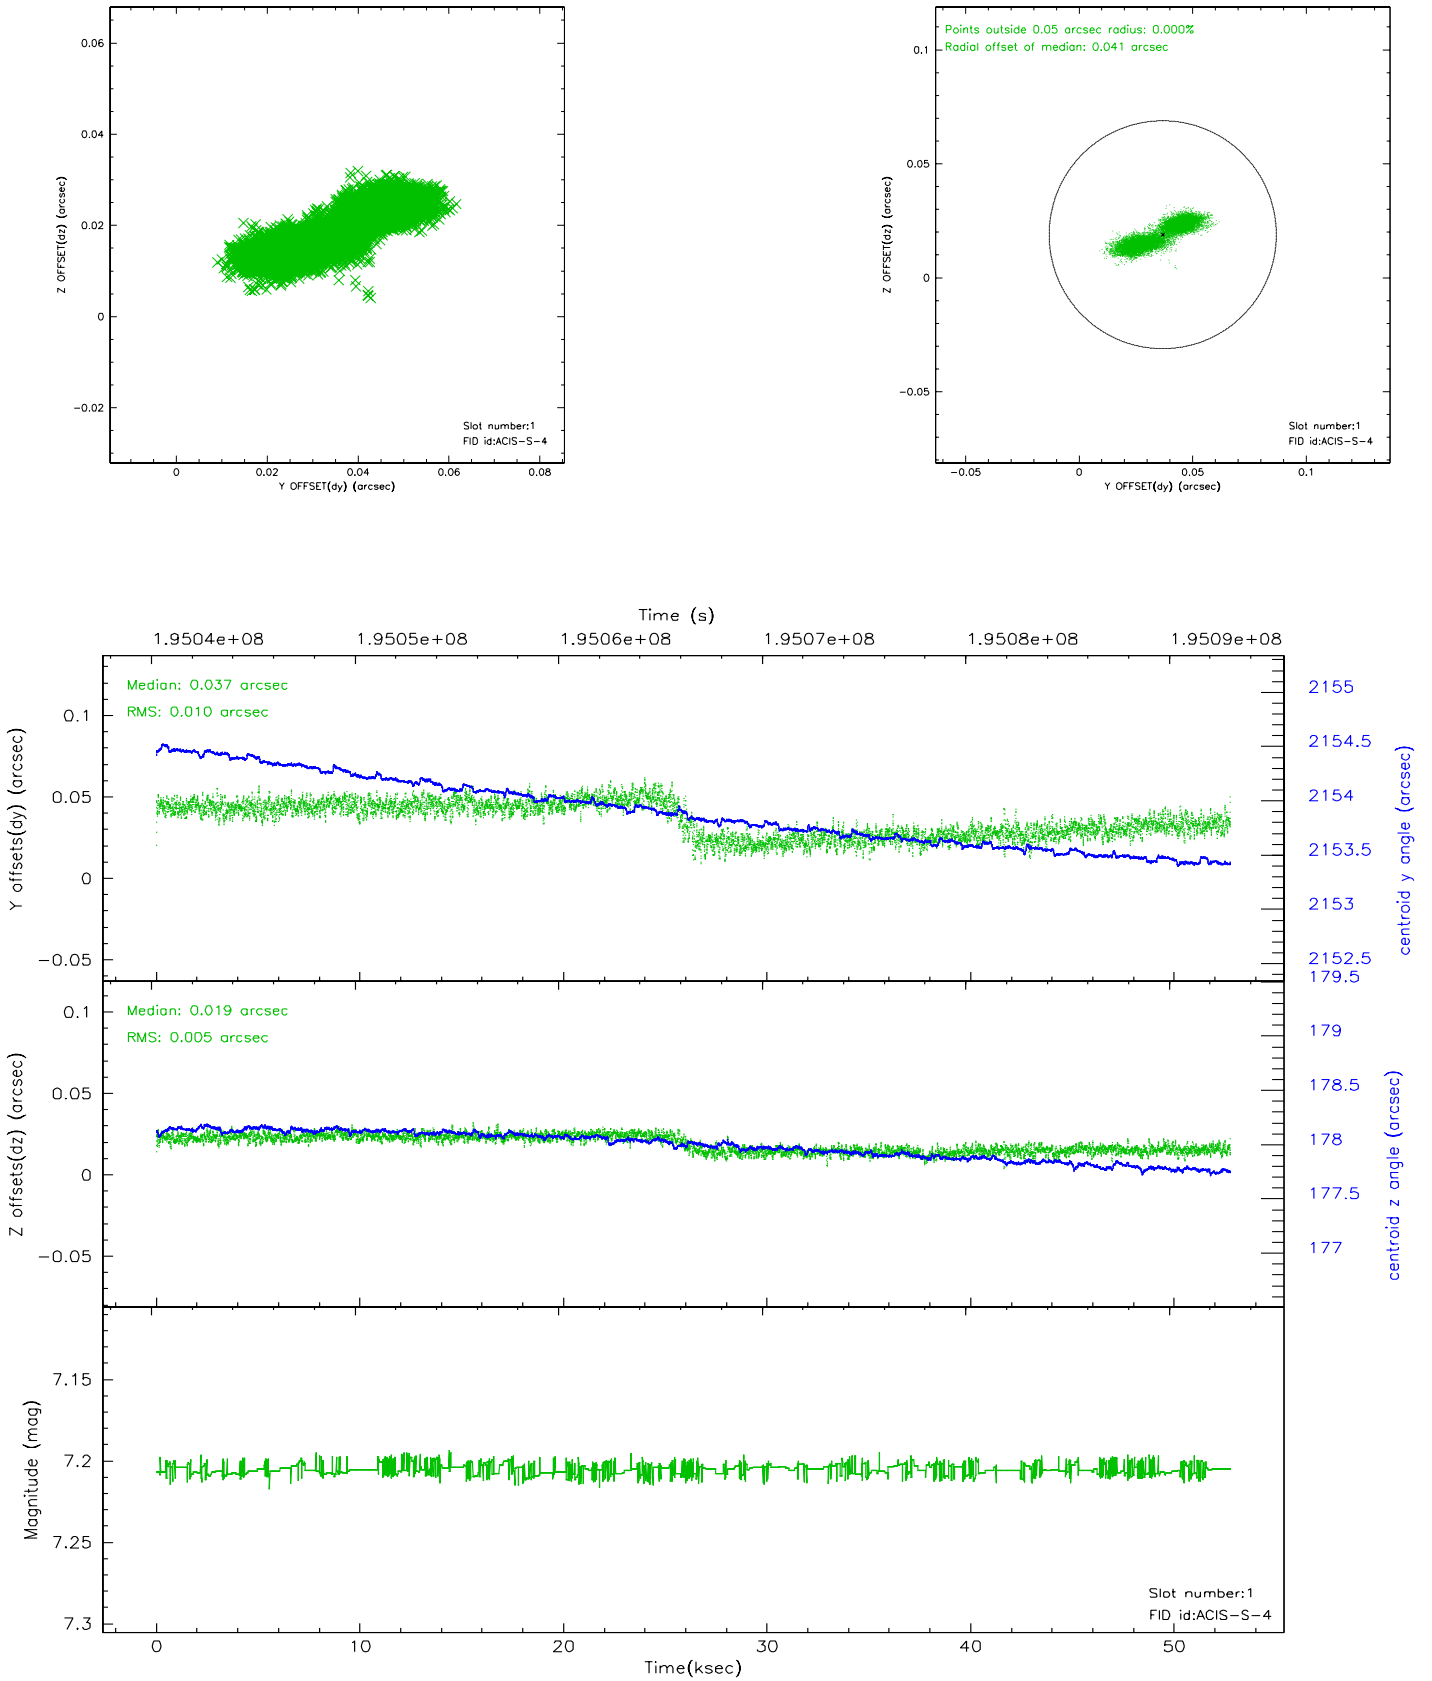 0.06
0.04
0.02
0
−0.02
Z OFFSET(dz) (arcsec)
Slot number:1
FID id:ACIS−S−4
0 0.02 0.04 0.06 0.08
Y OFFSET(dy) (arcsec)
Points outside 0.05 arcsec radius: 0.000%
Radial offset of median: 0.041 arcsec
0.1
0.05
0
−0.05
Z OFFSET(dz) (arcsec)
Slot number:1
FID id:ACIS−S−4
−0.05 0 0.05 0.1
Y OFFSET(dy) (arcsec)
Time (s)
1.9504e+08 1.9505e+08 1.9506e+08 1.9507e+08 1.9508e+08 1.9509e+08
Median: 0.037 arcsec
RMS: 0.010 arcsec
0.1
0.05
0
−0.05
Y offsets(dy) (arcsec)
2155
2154.5
2154
2153.5
2153
2152.5
centroid y angle (arcsec)
179.5
Median: 0.019 arcsec
RMS: 0.005 arcsec
0.1
0.05
0
−0.05
Z offsets(dz) (arcsec)
179
178.5
178
177.5
177
centroid z angle (arcsec)
7.15
7.2
7.25
7.3
Magnitude (mag)
Slot number:1
FID id:ACIS−S−4
0 10 20 30 40 50
Time(ksec)